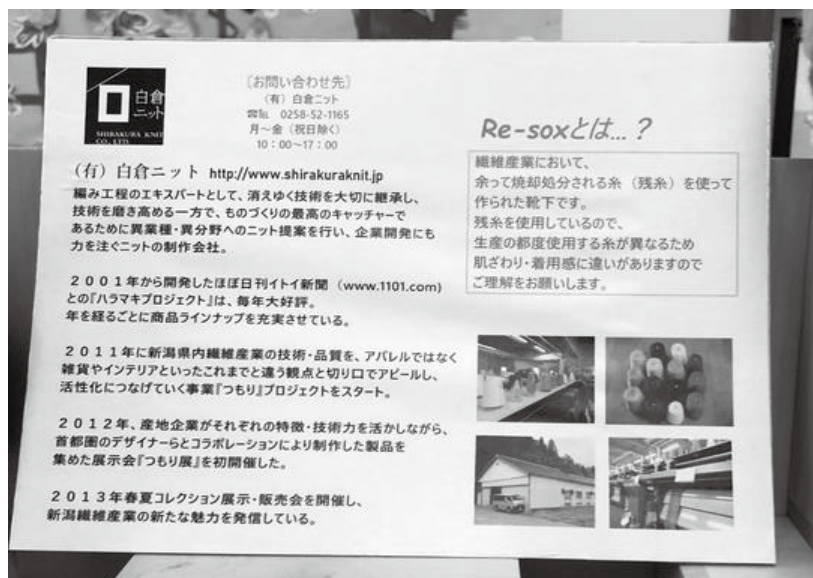 白倉
ニット
SHIRAKURA KNIT
CO., LTD.
〔お問い合わせ先〕
（有）白倉ニット
☎℡ 0258-52-1165
月～金（祝日除く）
10：00～17：00
（有）白倉ニット http://www.shirakuraknit.jp
編み工程のエキスパートとして、消えゆく技術を大切に継承し、
技術を磨き高める一方で、ものづくりの最高のキャッチャーで
あるために異業種・異分野へのニット提案を行い、企業開発にも
力を注ぐニットの制作会社。
２００１年から開発したほぼ日刊イトイ新聞 （www.1101.com）
との『ハラマキプロジェクト』は、毎年大好評。
年を経るごとに商品ラインナップを充実させている。
２０１１年に新潟県内繊維産業の技術・品質を、アパレルではなく
雑貨やインテリアといったこれまでと違う観点と切り口でアピールし、
活性化につなげていく事業『つもり』プロジェクトをスタート。
２０１２年、産地企業がそれぞれの特徴・技術力を活かしながら、
首都圏のデザイナーらとコラボレーションにより制作した製品を
集めた展示会『つもり展』を初開催した。
２０１３年春夏コレクション展示・販売会を開催し、
新潟繊維産業の新たな魅力を発信している。
Re-soxとは…？
繊維産業において、
余って焼却処分される糸（残糸）を使って
作られた靴下です。
残糸を使用しているので、
生産の都度使用する糸が異なるため
肌ざわり・着用感に違いがありますので
ご理解をお願いします。